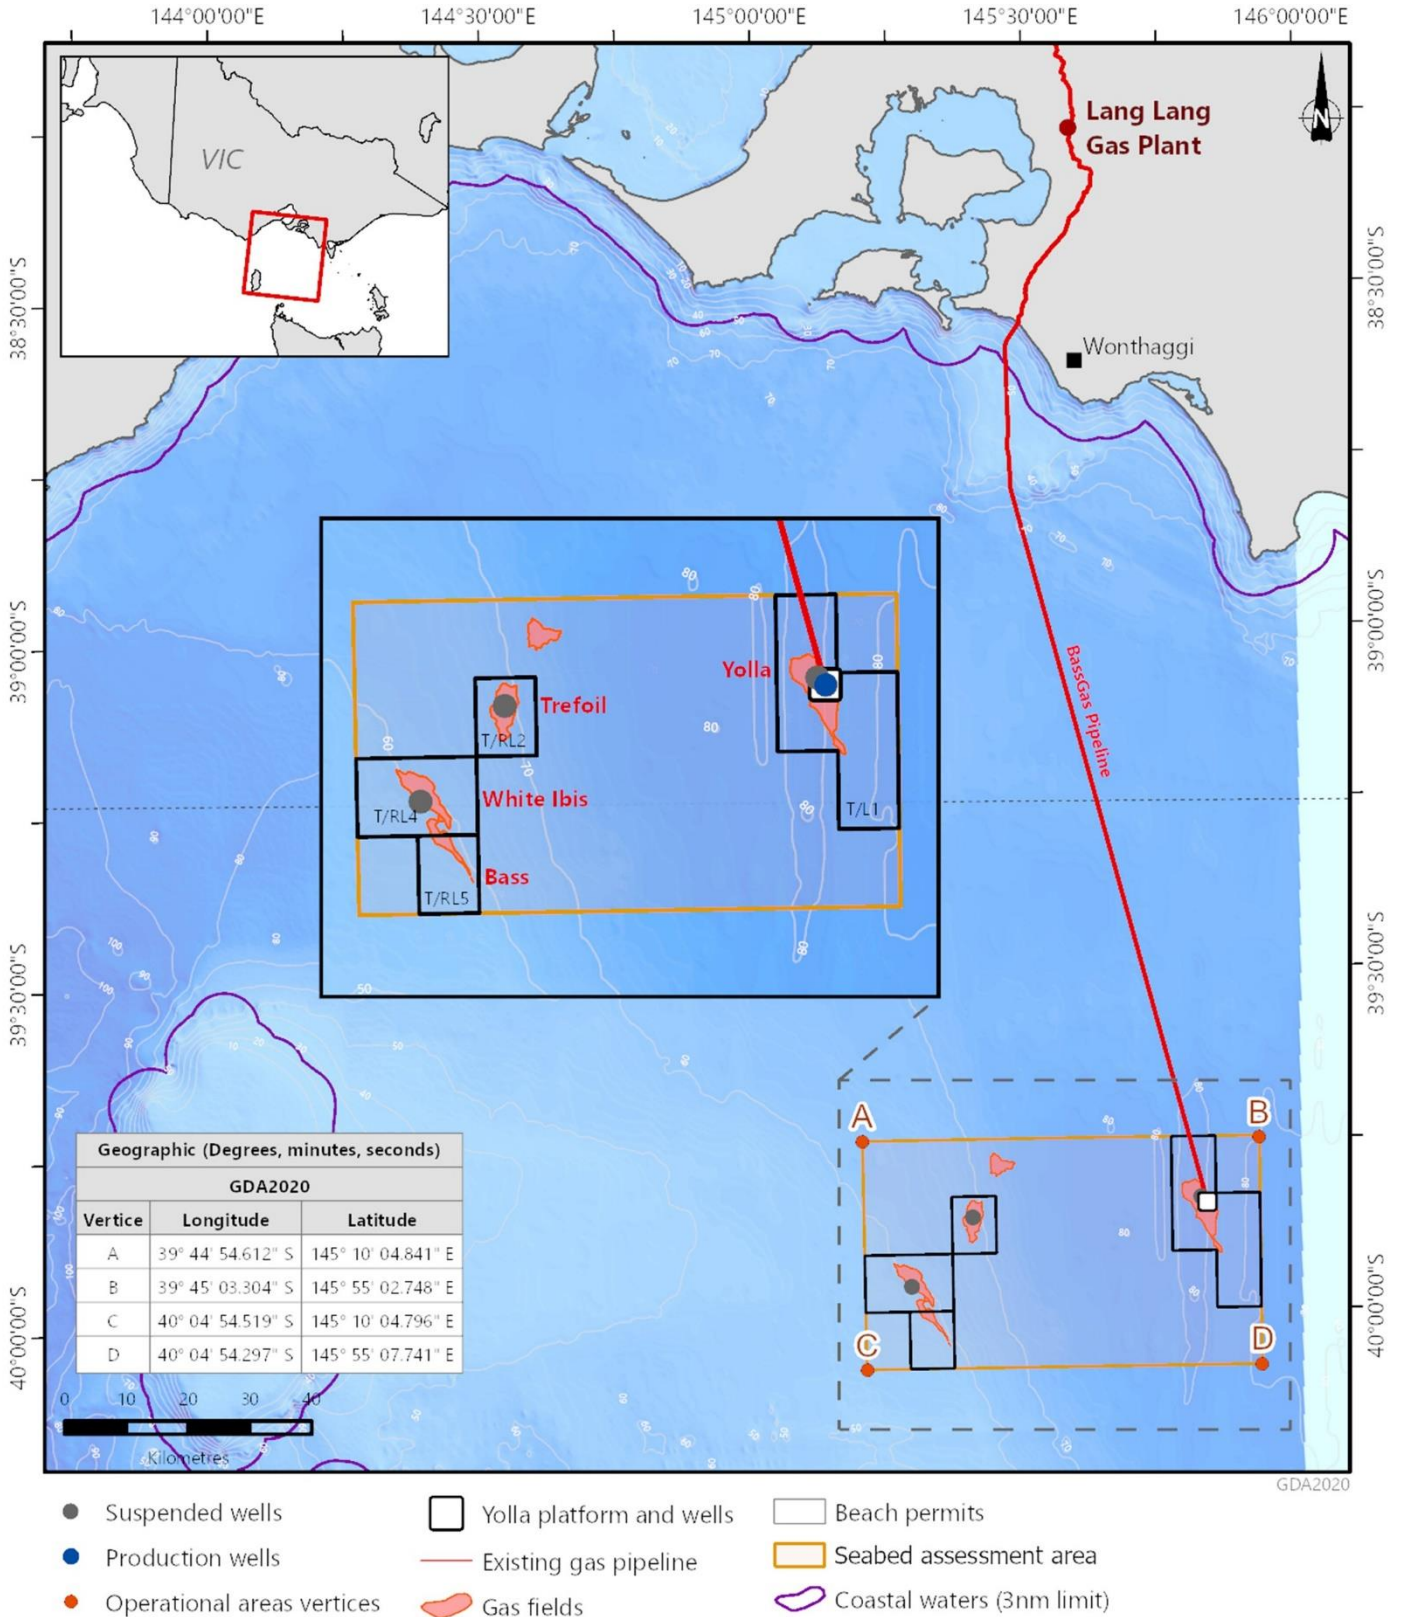 144°00'00"E 144°30'00"E 145°00'00"E 145°30'00"E 146°00'00"E
VIC
N
Lang Lang
Gas Plant
38°30'00"S
38°30'00"S
Wonthaggi
39°00'00"S
39°00'00"S
BassGas Pipeline
Yolla
Trefoil
T/RL2
White Ibis
T/RL4
T/L1
Bass
T/RL5
39°30'00"S
39°30'00"S
A
B
C
D
40°00'00"S
40°00'00"S
Geographic (Degrees, minutes, seconds)
GDA2020
Vertice Longitude Latitude
A 39° 44' 54.612" S 145° 10' 04.841" E
B 39° 45' 03.304" S 145° 55' 02.748" E
C 40° 04' 54.519" S 145° 10' 04.796" E
D 40° 04' 54.297" S 145° 55' 07.741" E
0 10 20 30 40
Kilometres
GDA2020
Suspended wells
Yolla platform and wells
Beach permits
Production wells
Existing gas pipeline
Seabed assessment area
Operational areas vertices
Gas fields
Coastal waters (3nm limit)